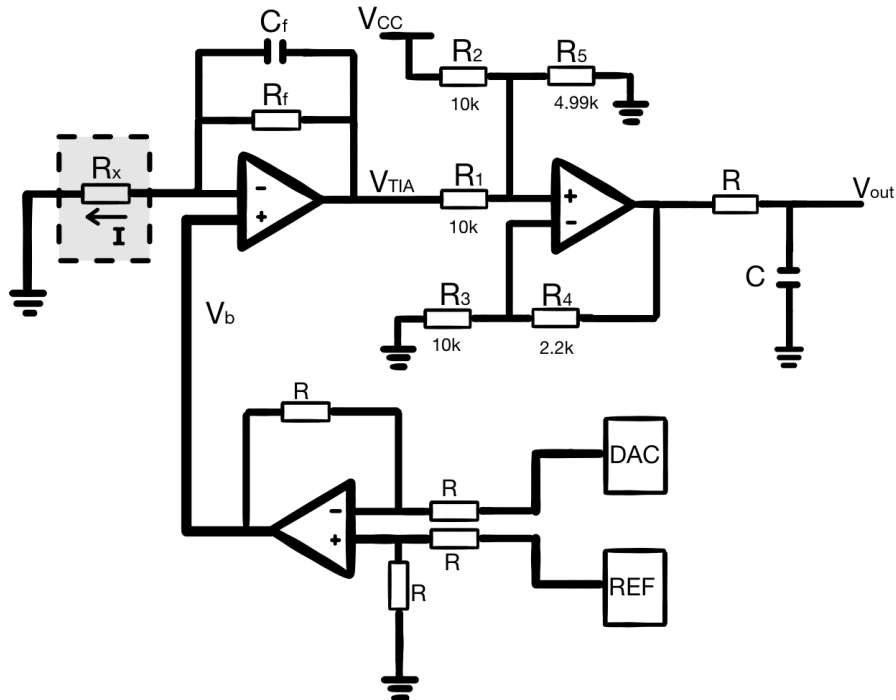 Cf
VCC
R2
R5
10k
4.99k
Rf
Rx
I
-
+
VTIA
R1
10k
+
-
R
Vout
C
R3
R4
10k
2.2k
Vb
R
R
DAC
-
+
R
REF
R